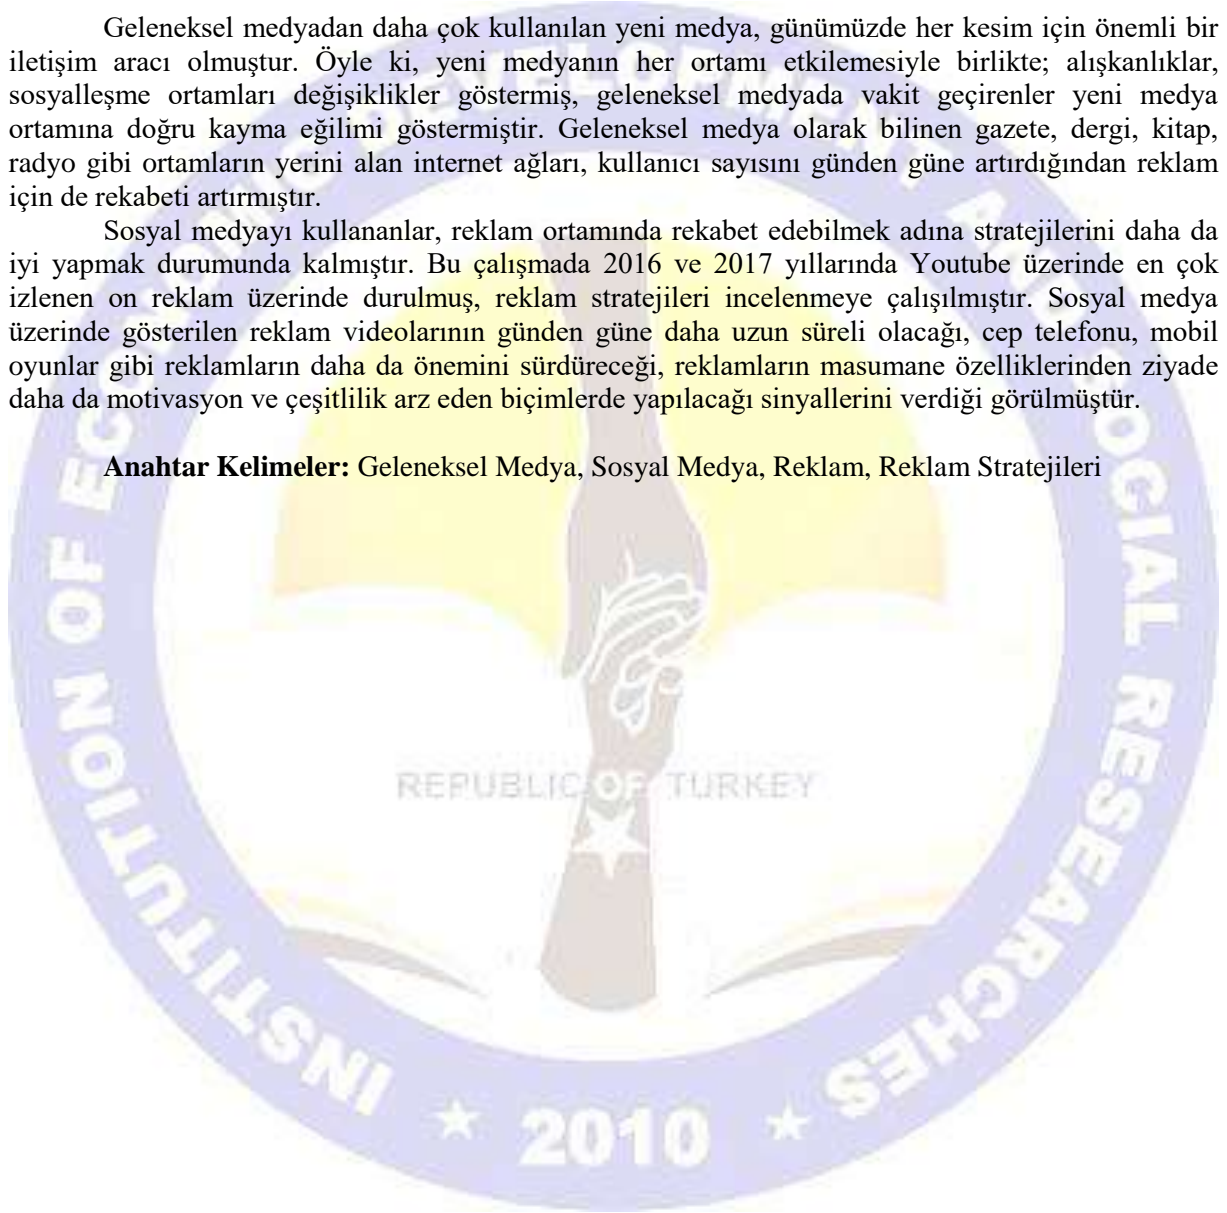 Geleneksel medyadan daha çok kullanılan yeni medya, günümüzde her kesim için önemli bir
iletişim aracı olmuştur. Öyle ki, yeni medyanın her ortamı etkilemesiyle birlikte; alışkanlıklar,
sosyalleşme ortamları değişiklikler göstermiş, geleneksel medyada vakit geçirenler yeni medya
ortamına doğru kayma eğilimi göstermiştir. Geleneksel medya olarak bilinen gazete, dergi, kitap,
radyo gibi ortamların yerini alan internet ağları, kullanıcı sayısını günden güne artırdığından reklam
için de rekabeti artırmıştır.
Sosyal medyayı kullananlar, reklam ortamında rekabet edebilmek adına stratejilerini daha da
iyi yapmak durumunda kalmıştır. Bu çalışmada 2016 ve 2017 yıllarında Youtube üzerinde en çok
izlenen on reklam üzerinde durulmuş, reklam stratejileri incelenmeye çalışılmıştır. Sosyal medya
üzerinde gösterilen reklam videolarının günden güne daha uzun süreli olacağı, cep telefonu, mobil
oyunlar gibi reklamların daha da önemini sürdüreceği, reklamların masumane özelliklerinden ziyade
daha da motivasyon ve çeşitlilik arz eden biçimlerde yapılacağı sinyallerini verdiği görülmüştür.
Anahtar Kelimeler: Geleneksel Medya, Sosyal Medya, Reklam, Reklam Stratejileri
INSTITUTION OF ECONOMIC DEVELOPMENT AND SOCIAL RESEARCHES
REPUBLIC OF TURKEY
2010